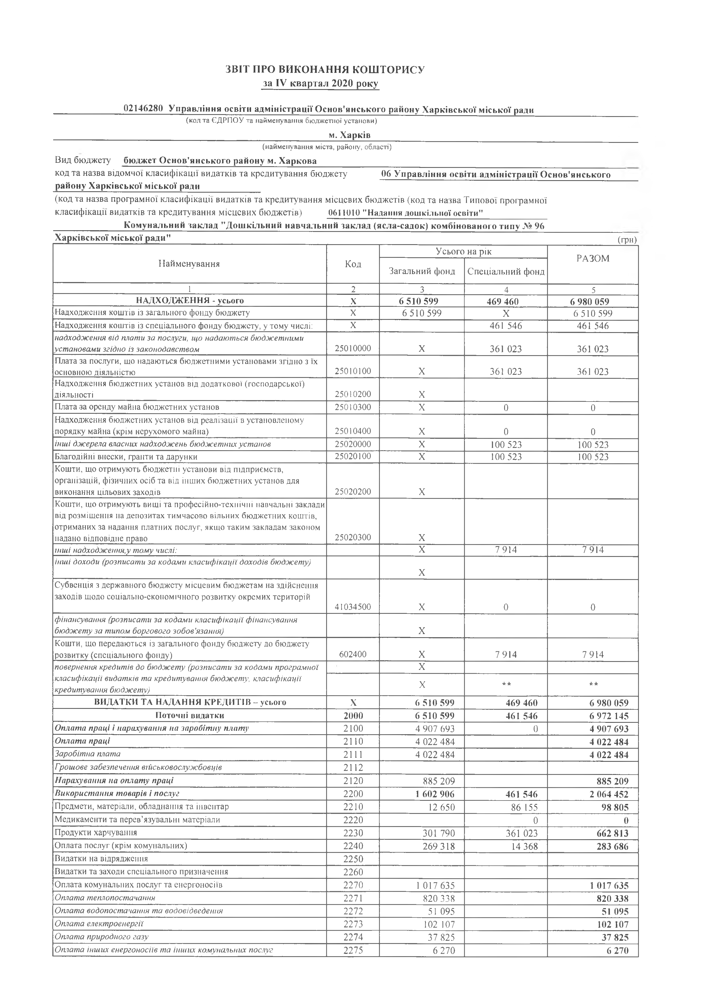 ЗВІТ ПРО ВИКОНАННЯ КОШТОРИСУ
за IV квартал 2020 року
02146280 Управління освіти адміністрації Основ'янського району Харківської міської ради
(код та ЄДРПОУ та найменування бюджетної установи)
м. Харків
(найменування міста, району, області)
Вид бюджету бюджет Основ'янського району м. Харкова
код та назва відомчої класифікації видатків та кредитування бюджету 06 Управління освіти адміністрації Основ'янського
району Харківської міської ради
(код та назва програмної класифікації видатків та кредитування місцевих бюджетів (код та назва Типової програмної
класифікації видатків та кредитування місцевих бюджетів) 0611010 "Надання дошкільної освіти"
Комунальний заклад "Дошкільний навчальний заклад (ясла-садок) комбінованого типу № 96
Харківської міської ради" (грн)
Найменування Код Усього на рік РАЗОМ
Загальний фонд Спеціальний фонд
1 2 3 4 5
НАДХОДЖЕННЯ - усього X 6 510 599 469 460 6 980 059
Надходження коштів із загального фонду бюджету X 6 510 599 X 6 510 599
Надходження коштів із спеціального фонду бюджету, у тому числі: X 461 546 461 546
надходження від плати за послуги, що надаються бюджетними
установами згідно із законодавством 25010000 X 361 023 361 023
Плата за послуги, що надаються бюджетними установами згідно з їх
основною діяльністю 25010100 X 361 023 361 023
Надходження бюджетних установ від додаткової (господарської)
діяльності 25010200 X
Плата за оренду майна бюджетних установ 25010300 X 0 0
Надходження бюджетних установ від реалізації в установленому
порядку майна (крім нерухомого майна) 25010400 X 0 0
інші джерела власних надходжень бюджетних установ 25020000 X 100 523 100 523
Благодійні внески, гранти та дарунки 25020100 X 100 523 100 523
Кошти, що отримують бюджетні установи від підприємств,
організацій, фізичних осіб та від інших бюджетних установ для
виконання цільових заходів 25020200 X
Кошти, що отримують вищі та професійно-технічні навчальні заклади
від розміщення на депозитах тимчасово вільних бюджетних коштів,
отриманих за надання платних послуг, якщо таким закладам законом
надано відповідне право 25020300 X
інші надходження,у тому числі: X 7 914 7 914
інші доходи (розписати за кодами класифікації доходів бюджету)
X
Субвенція з державного бюджету місцевим бюджетам на здійснення
заходів щодо соціально-економічного розвитку окремих територій
41034500 X 0 0
фінансування (розписати за кодами класифікації фінансування
бюджету за типом боргового зобов'язання) X
Кошти, що передаються із загального фонду бюджету до бюджету
розвитку (спеціального фонду) 602400 X 7 914 7 914
повернення кредитів до бюджету (розписати за кодами програмної X
класифікації видатків та кредитування бюджету, класифікації
кредитування бюджету) X ** **
ВИДАТКИ ТА НАДАННЯ КРЕДИТІВ – усього X 6 510 599 469 460 6 980 059
Поточні видатки 2000 6 510 599 461 546 6 972 145
Оплата праці і нарахування на заробітну плату 2100 4 907 693 0 4 907 693
Оплата праці 2110 4 022 484 4 022 484
Заробітна плата 2111 4 022 484 4 022 484
Грошове забезпечення військовослужбовців 2112
Нарахування на оплату праці 2120 885 209 885 209
Використання товарів і послуг 2200 1 602 906 461 546 2 064 452
Предмети, матеріали, обладнання та інвентар 2210 12 650 86 155 98 805
Медикаменти та перев’язувальні матеріали 2220 0 0
Продукти харчування 2230 301 790 361 023 662 813
Оплата послуг (крім комунальних) 2240 269 318 14 368 283 686
Видатки на відрядження 2250
Видатки та заходи спеціального призначення 2260
Оплата комунальних послуг та енергоносіїв 2270 1 017 635 1 017 635
Оплата теплопостачання 2271 820 338 820 338
Оплата водопостачання та водовідведення 2272 51 095 51 095
Оплата електроенергії 2273 102 107 102 107
Оплата природного газу 2274 37 825 37 825
Оплата інших енергоносіїв та інших комунальних послуг 2275 6 270 6 270